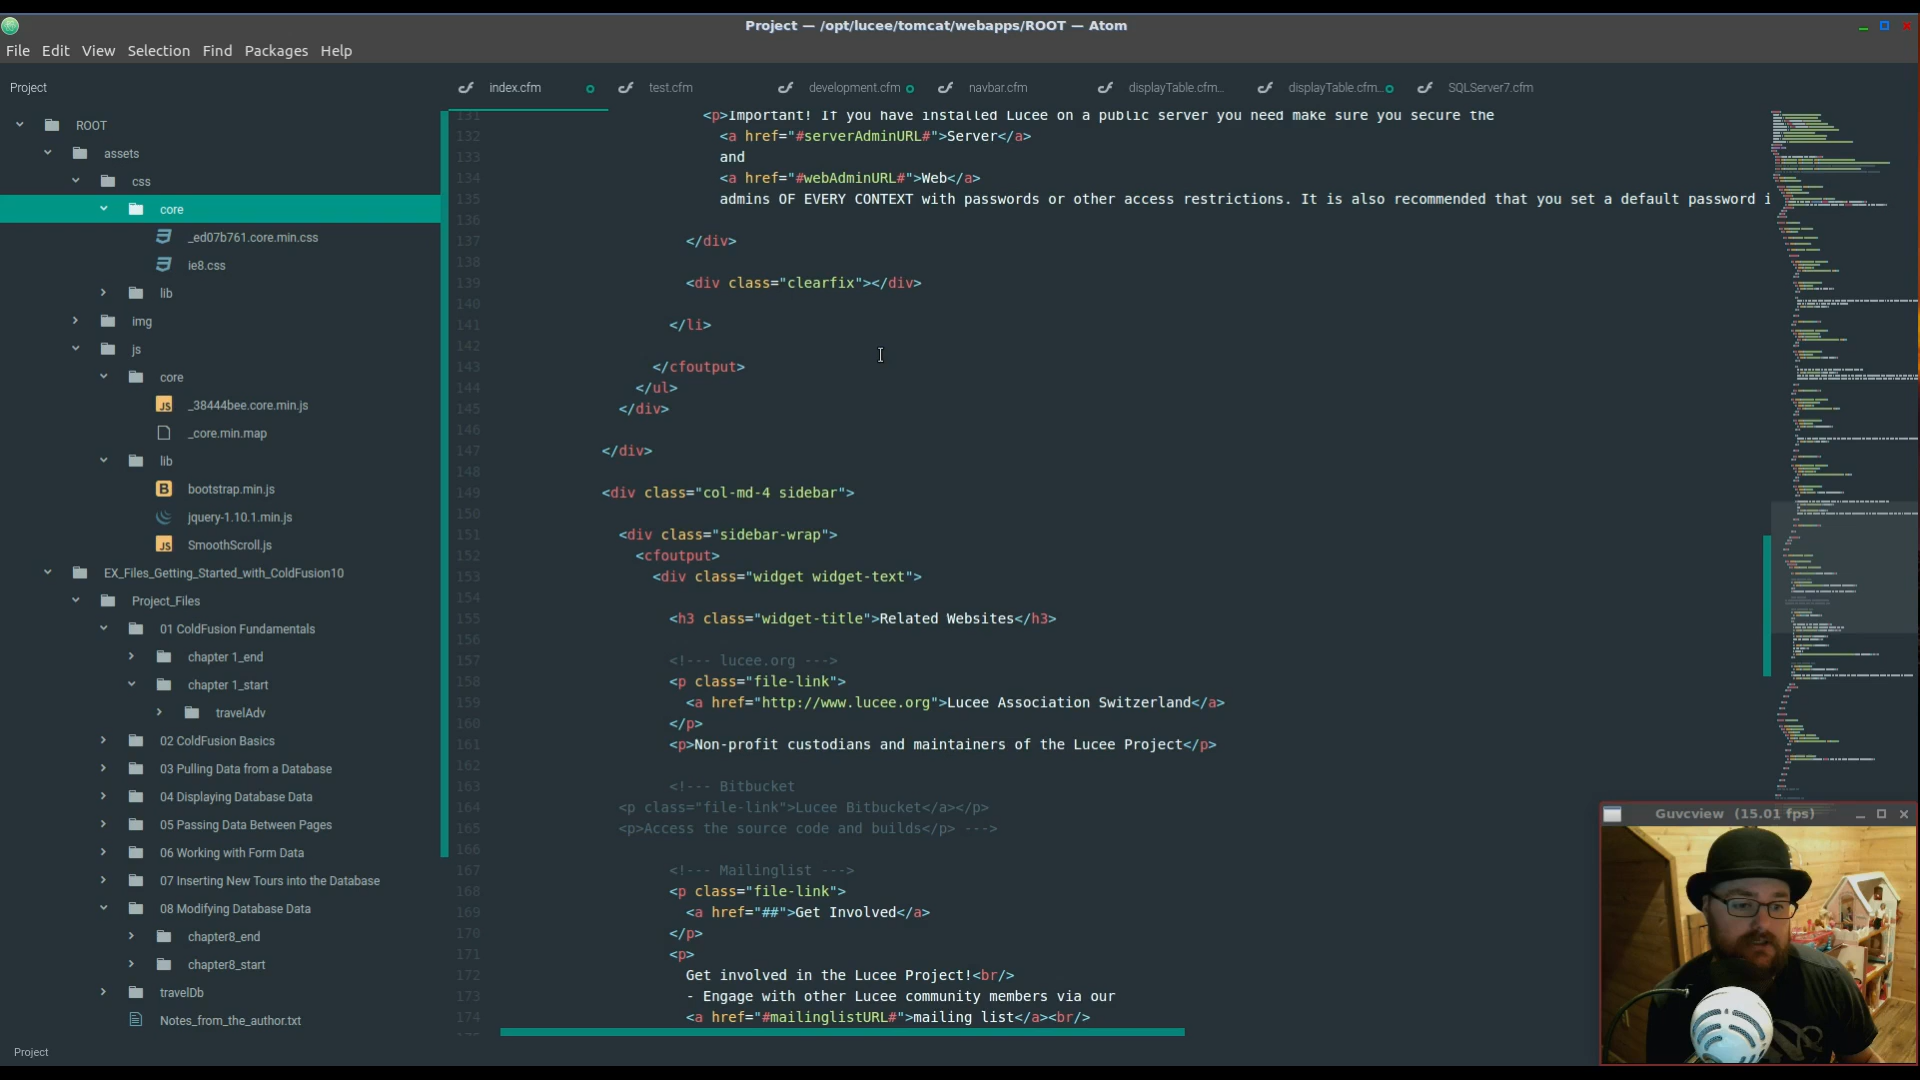 Project — /opt/lucee/tomcat/webapps/ROOT — Atom
File Edit View Selection Find Packages Help
Project
index.cfm test.cfm development.cfm navbar.cfm displayTable.cfm... displayTable.cfm... SQLServer7.cfm
ROOT
assets
css
core
_ed07b761.core.min.css
ie8.css
lib
img
js
core
_38444bee.core.min.js
_core.min.map
lib
bootstrap.min.js
jquery-1.10.1.min.js
SmoothScroll.js
EX_Files_Getting_Started_with_ColdFusion10
Project_Files
01 ColdFusion Fundamentals
chapter 1_end
chapter 1_start
travelAdv
02 ColdFusion Basics
03 Pulling Data from a Database
04 Displaying Database Data
05 Passing Data Between Pages
06 Working with Form Data
07 Inserting New Tours into the Database
08 Modifying Database Data
chapter8_end
chapter8_start
travelDb
Notes_from_the_author.txt
Project
131 <p>Important! If you have installed Lucee on a public server you need make sure you secure the
132 <a href="#serverAdminURL#">Server</a>
133 and
134 <a href="#webAdminURL#">Web</a>
135 admins OF EVERY CONTEXT with passwords or other access restrictions. It is also recommended that you set a default password i
136
137 </div>
138
139 <div class="clearfix"></div>
140
141 </li>
142
143 </cfoutput>
144 </ul>
145 </div>
146
147 </div>
148
149 <div class="col-md-4 sidebar">
150
151 <div class="sidebar-wrap">
152 <cfoutput>
153 <div class="widget widget-text">
154
155 <h3 class="widget-title">Related Websites</h3>
156
157 <!--- lucee.org --->
158 <p class="file-link">
159 <a href="http://www.lucee.org">Lucee Association Switzerland</a>
160 </p>
161 <p>Non-profit custodians and maintainers of the Lucee Project</p>
162
163 <!--- Bitbucket
164 <p class="file-link">Lucee Bitbucket</a></p>
165 <p>Access the source code and builds</p> --->
166
167 <!--- Mailinglist --->
168 <p class="file-link">
169 <a href="##">Get Involved</a>
170 </p>
171 <p>
172 Get involved in the Lucee Project!<br/>
173 - Engage with other Lucee community members via our
174 <a href="#mailinglistURL#">mailing list</a><br/>
Guvcview (15.01 fps)